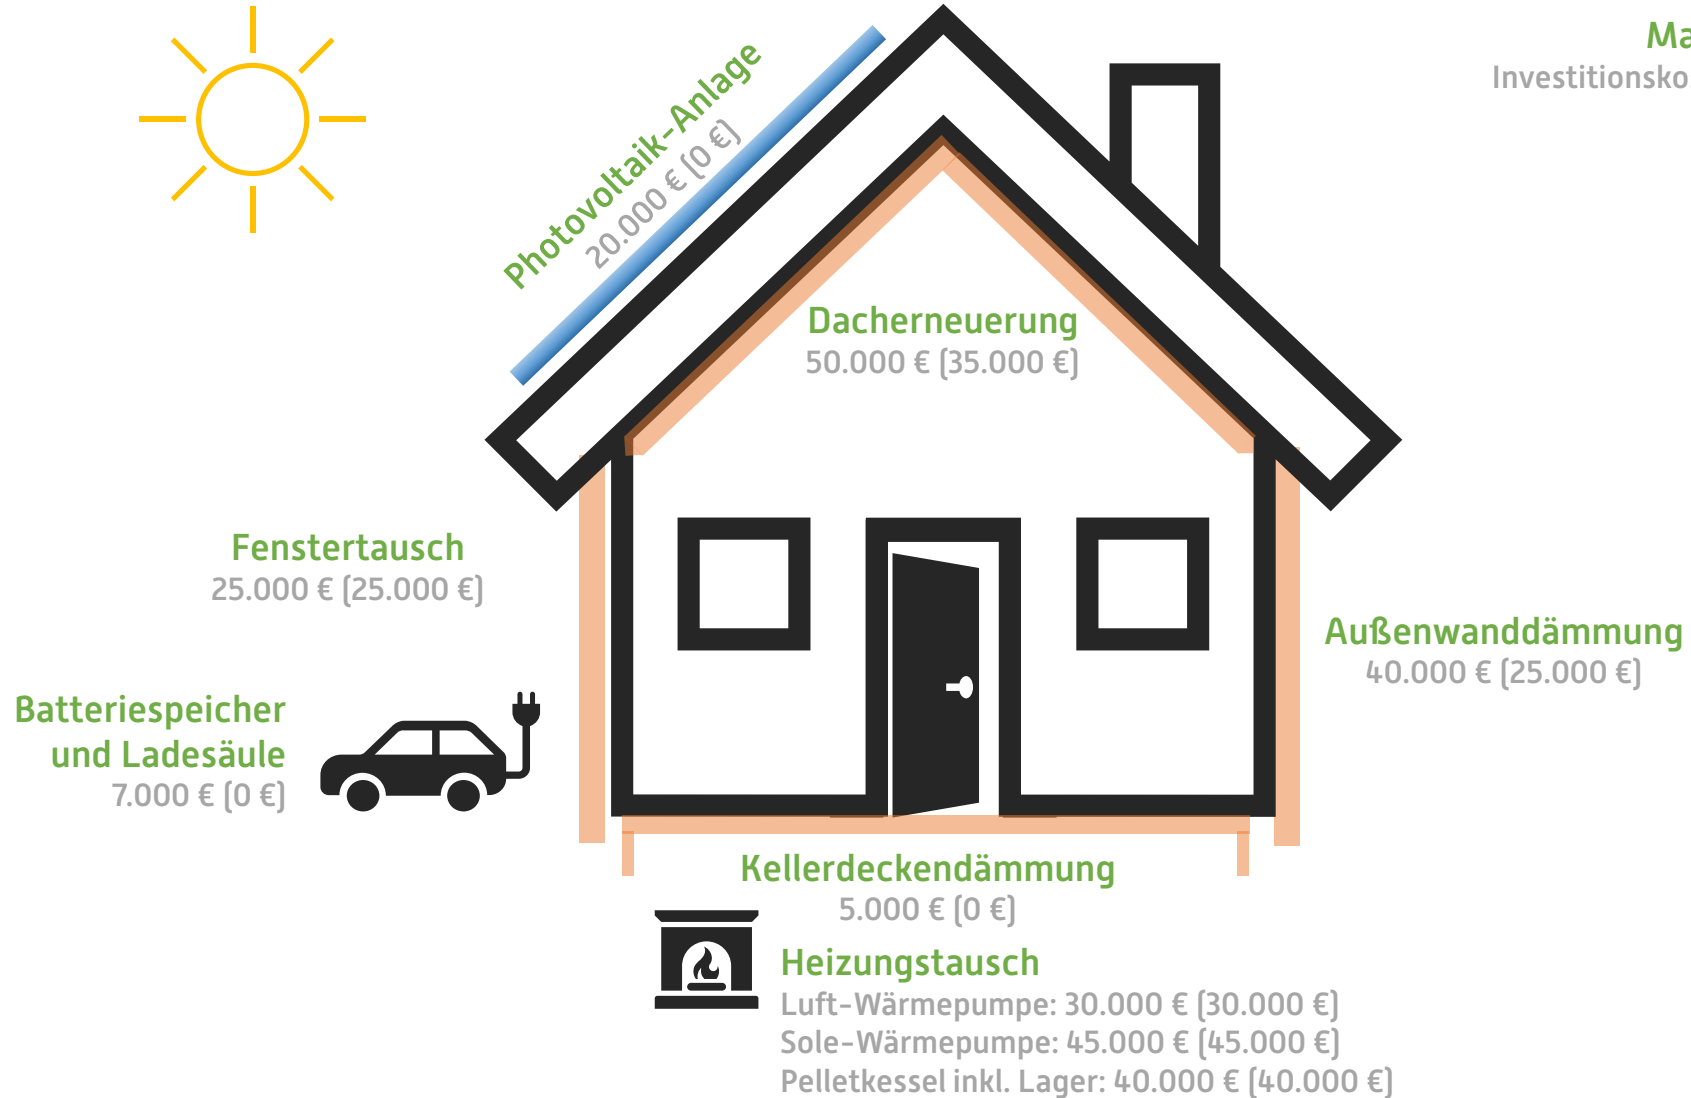 Photovoltaik-Anlage
20.000 € (0 €)
Dacherneuerung
50.000 € (35.000 €)
Fenstertausch
25.000 € (25.000 €)
Außenwanddämmung
40.000 € (25.000 €)
Batteriespeicher
und Ladesäule
7.000 € (0 €)
Kellerdeckendämmung
5.000 € (0 €)
Heizungstausch
Luft-Wärmepumpe: 30.000 € (30.000 €)
Sole-Wärmepumpe: 45.000 € (45.000 €)
Pelletkessel inkl. Lager: 40.000 € (40.000 €)